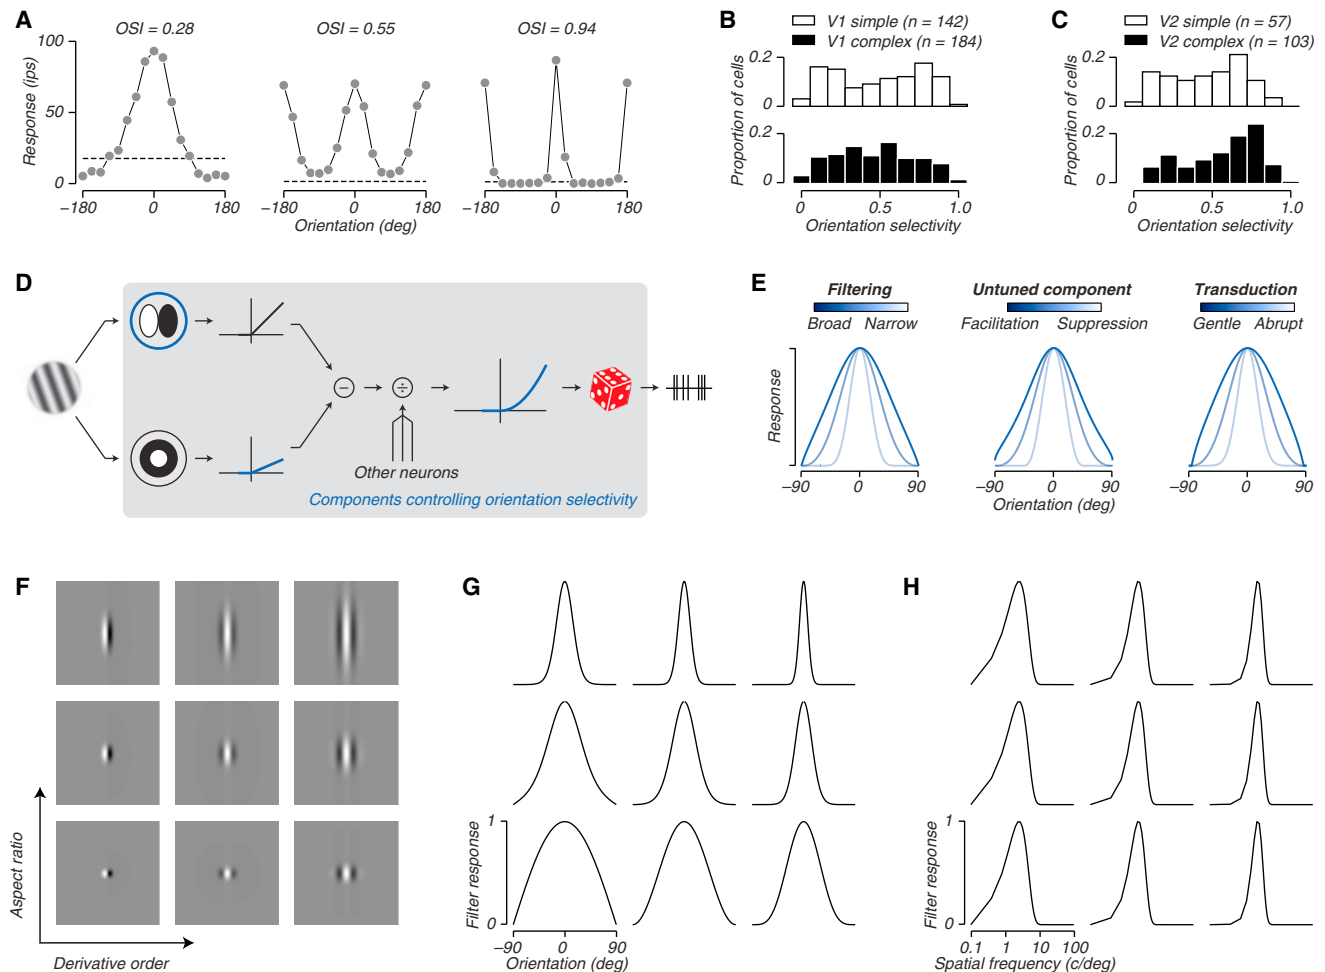 A
OSI = 0.28
OSI = 0.55
OSI = 0.94
Response (ips)
100
50
0
−180
0
180
−180
0
180
−180
0
180
Orientation (deg)
B
V1 simple (n = 142)
V1 complex (n = 184)
Proportion of cells
0.2
0
Proportion of cells
0.2
0
0
0.5
1.0
Orientation selectivity
C
V2 simple (n = 57)
V2 complex (n = 103)
Proportion of cells
0.2
0
Proportion of cells
0.2
0
0
0.5
1.0
Orientation selectivity
D
−
÷
Other neurons
Components controlling orientation selectivity
E
Filtering
Broad Narrow
Untuned component
Facilitation Suppression
Transduction
Gentle Abrupt
Response
−90
0
90
−90
0
90
−90
0
90
Orientation (deg)
F
Aspect ratio
Derivative order
G
Filter response
1
0
−90
0
90
Orientation (deg)
H
Filter response
1
0
0.1
1
10
100
Spatial frequency (c/deg)